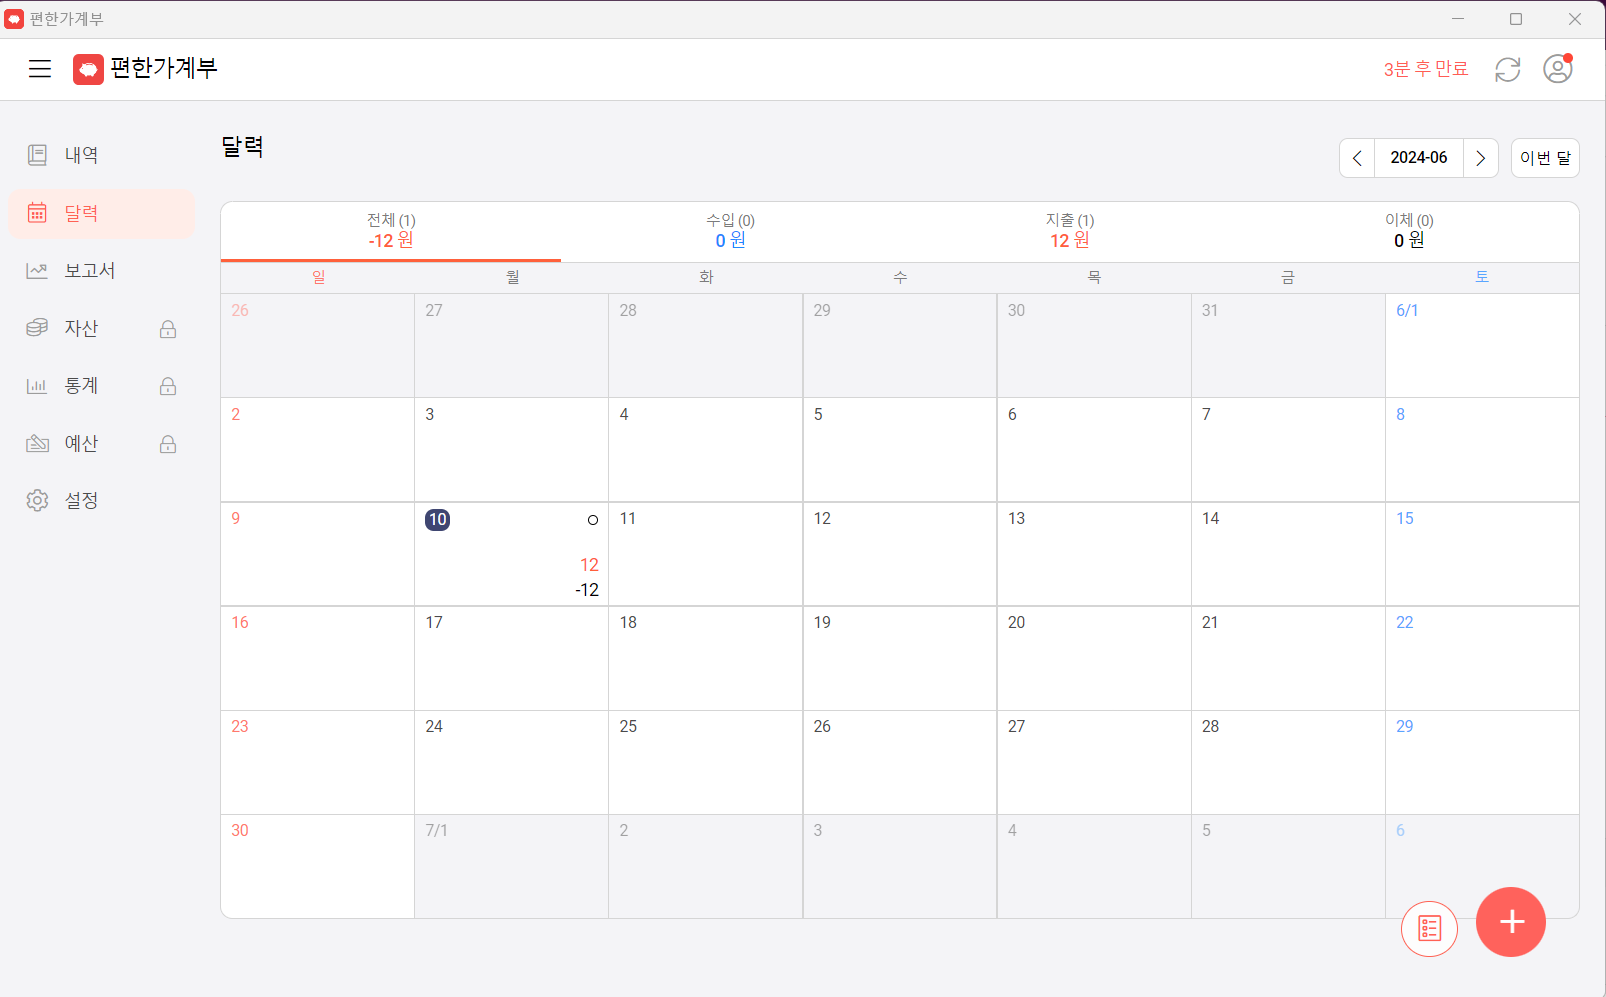 편한가계부
편한가계부
3분 후 만료
내역
달력
보고서
자산
통계
예산
설정
달력
2024-06
이번 달
전체 (1) 수입 (0) 지출 (1) 이체 (0)
-12 원 0 원 12 원 0 원
일 월 화 수 목 금 토
26 27 28 29 30 31 6/1
2 3 4 5 6 7 8
9 10 11 12 13 14 15
12
-12
16 17 18 19 20 21 22
23 24 25 26 27 28 29
30 7/1 2 3 4 5 6